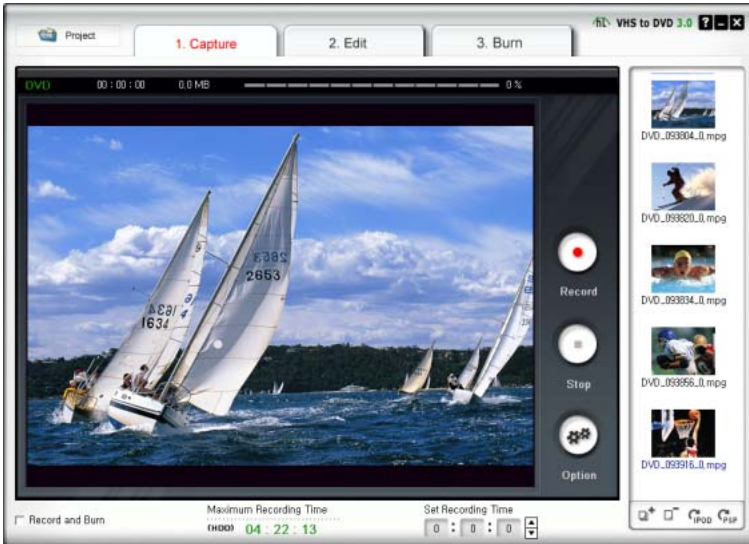 Project
1. Capture
2. Edit
3. Burn
VHS to DVD 3.0
DVD 00 : 00 : 00 0,0 MB 0 %
2653
2653
1634
1634
Record
Stop
Option
DVD_093804_0, mpg
DVD_093820_0, mpg
DVD_093834_0, mpg
DVD_093856_0, mpg
DVD_093916_0, mpg
Record and Burn
Maximum Recording Time
(HDD) 04 : 22 : 13
Set Recording Time
0 : 0 : 0
IPOD
PSP